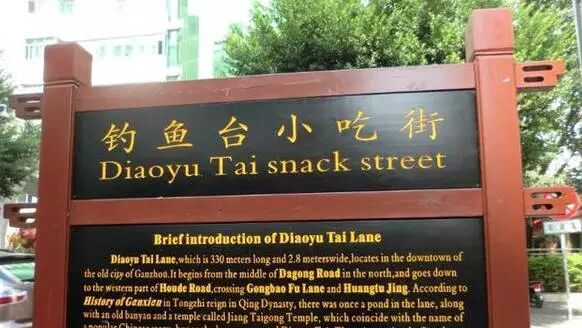 钓鱼台小吃街
Diaoyu Tai snack street
Brief introduction of Diaoyu Tai Lane
Diaoyu Tai Lane,which is 330 meters long and 2.8 meterswide,locates in the downtown of
the old city of Ganzhou.It begins from the middle of Dagong Road in the north,and goes down
to the western part of Houde Road,crossing Gongbao Fu Lane and Huangtu Jing. According to
History of Ganxian in Tongzhi reign in Qing Dynasty, there was once a pond in the lane, along
with an old banyan and a temple called Jiang Taigong Temple, which coincide with the name of